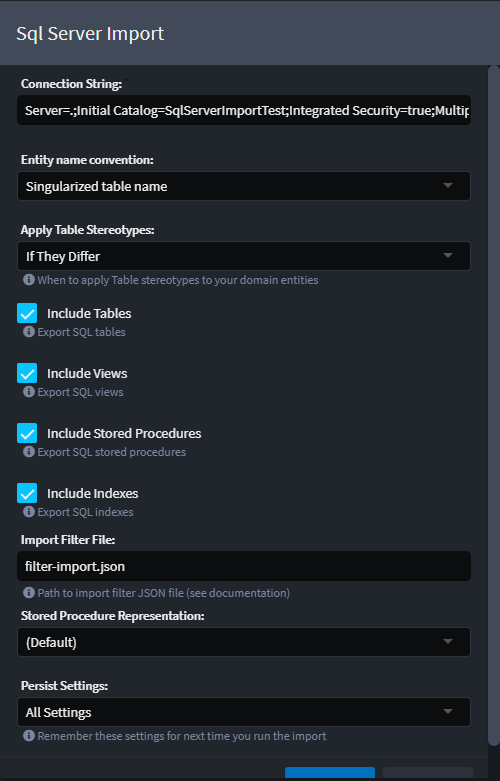 Sql Server Import
Connection String:
Server=.;Initial Catalog=SqlServerImportTest;Integrated Security=true;Multip
Entity name convention:
Singularized table name
Apply Table Stereotypes:
If They Differ
When to apply Table stereotypes to your domain entities
Include Tables
Export SQL tables
Include Views
Export SQL views
Include Stored Procedures
Export SQL stored procedures
Include Indexes
Export SQL indexes
Import Filter File:
filter-import.json
Path to import filter JSON file (see documentation)
Stored Procedure Representation:
(Default)
Persist Settings:
All Settings
Remember these settings for next time you run the import